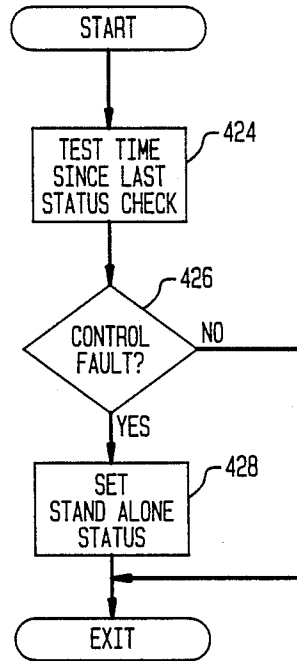 START
TEST TIME
SINCE LAST
STATUS CHECK
424
426
CONTROL
FAULT?
NO
YES
SET
STAND ALONE
STATUS
428
EXIT